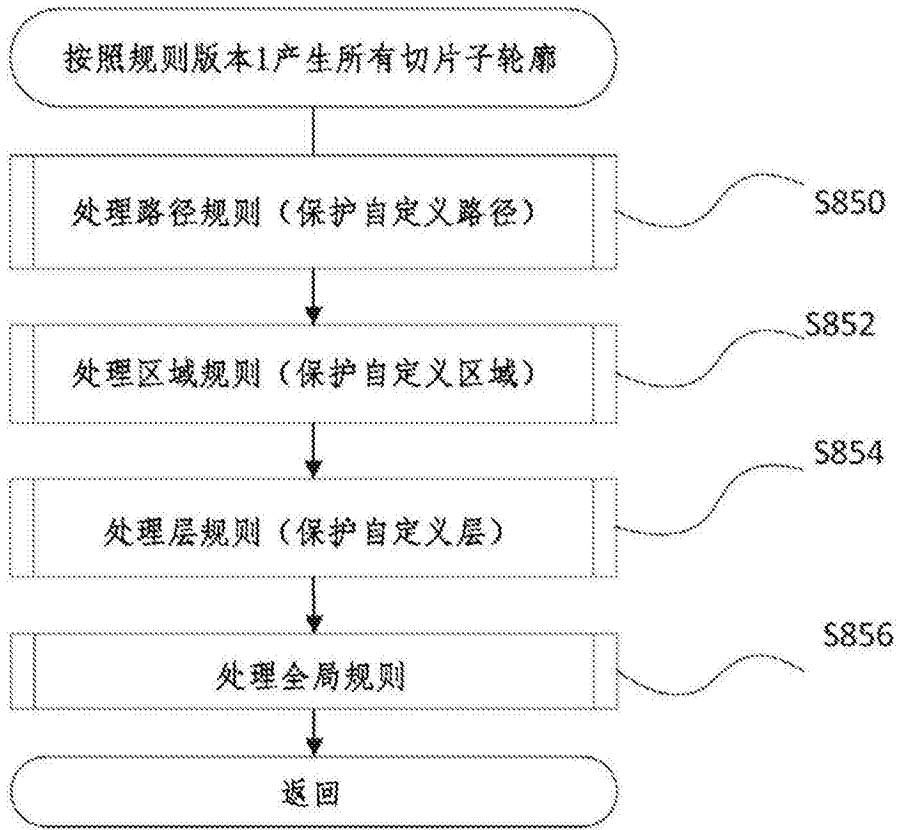 按照规则版本1产生所有切片子轮廓
处理路径规则（保护自定义路径）
S850
处理区域规则（保护自定义区域）
S852
处理层规则（保护自定义层）
S854
处理全局规则
S856
返回